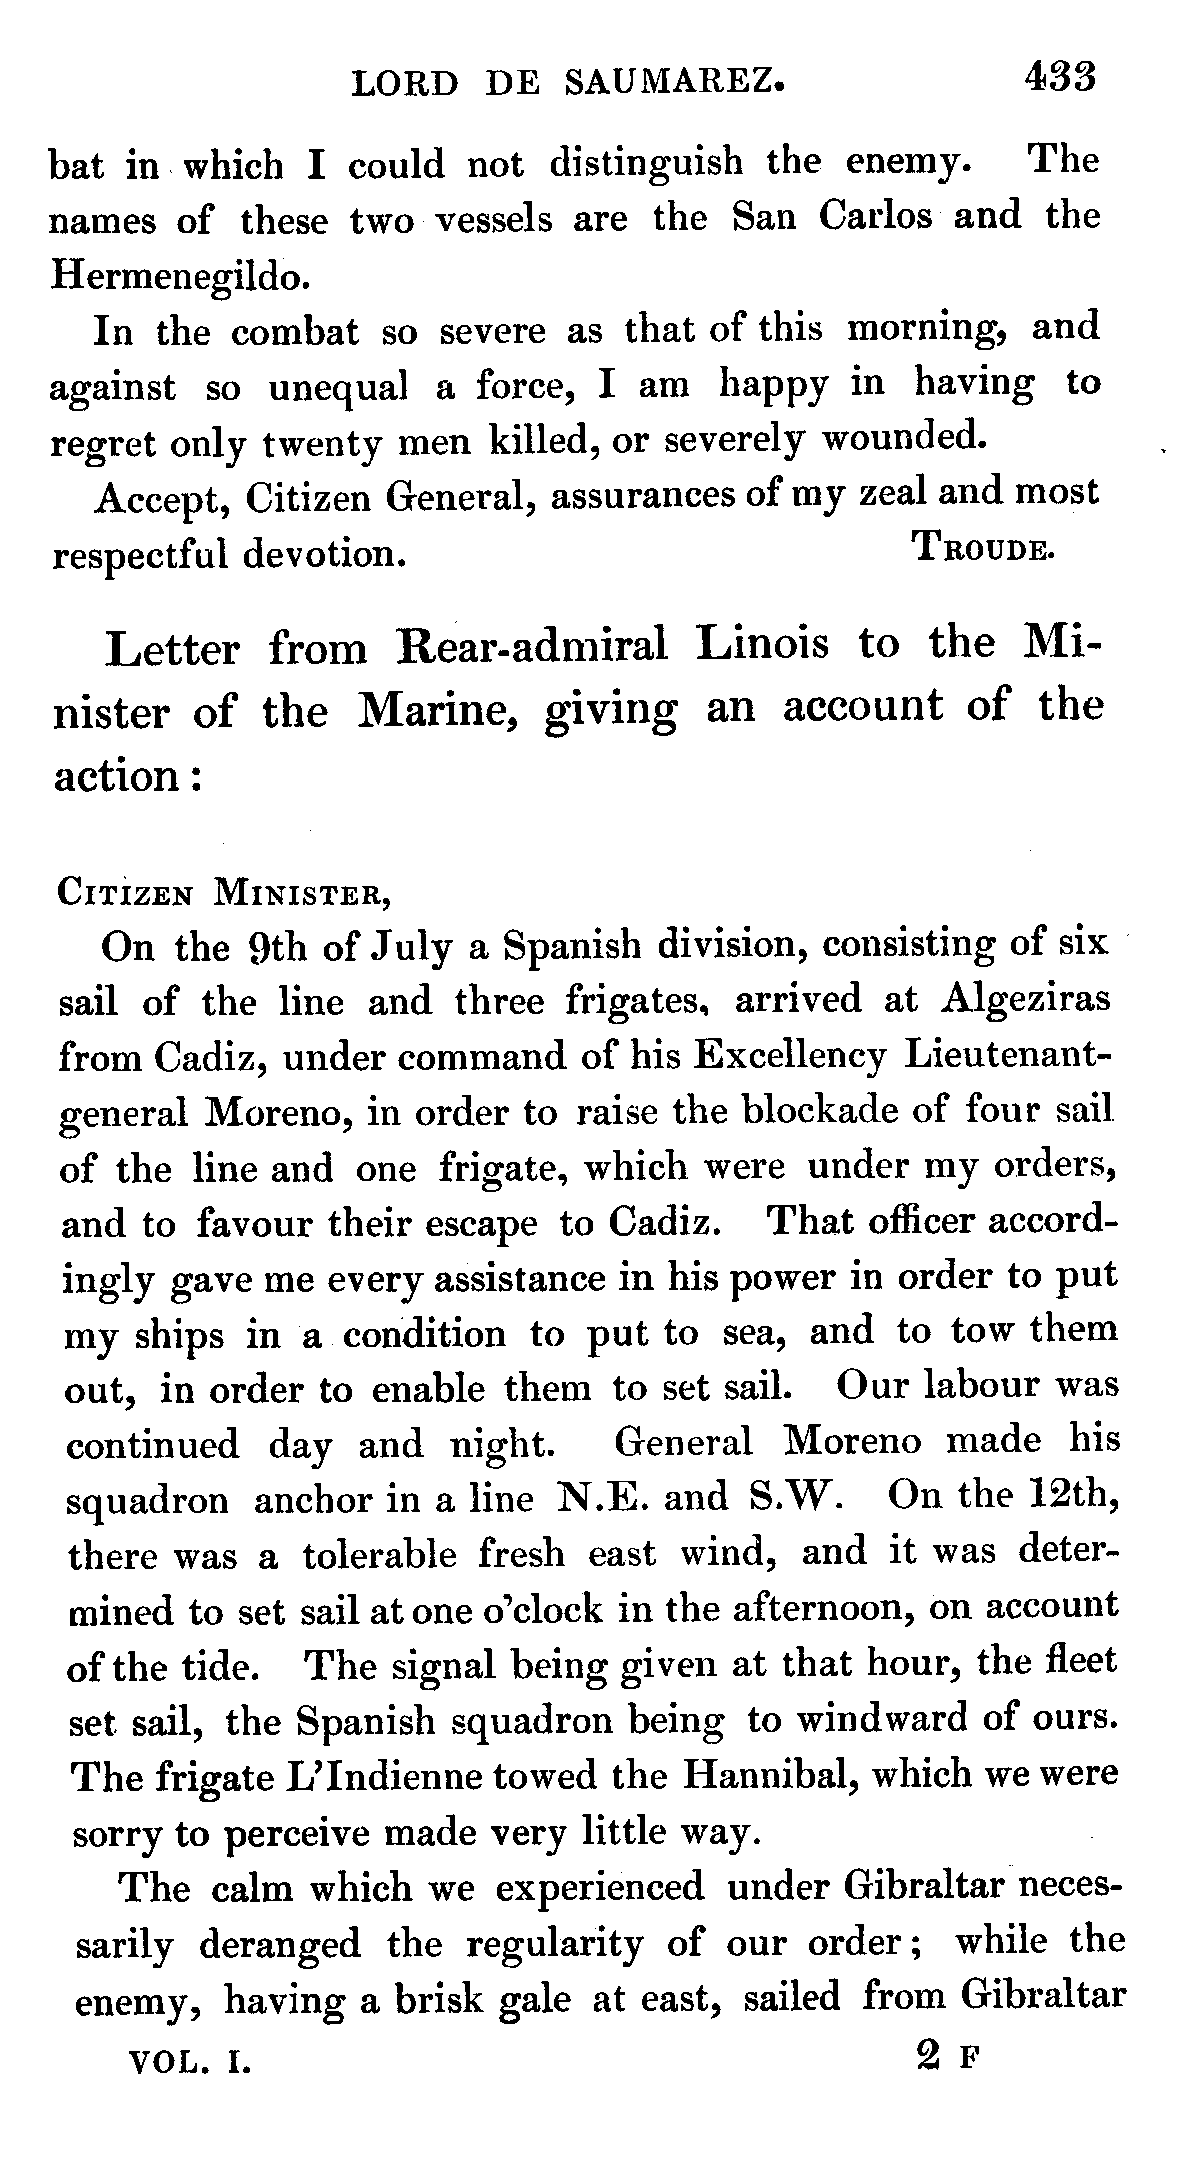 LORD DE SAUMAREZ. 433
bat in which I could not distinguish the enemy. The
names of these two vessels are the San Carlos and the
Hermenegildo.
In the combat so severe as that of this morning, and
against so unequal a force, I am happy in having to
regret only twenty men killed, or severely wounded.
Accept, Citizen General, assurances of my zeal and most
respectful devotion. TROUDE.
Letter from Rear-admiral Linois to the Mi-
nister of the Marine, giving an account of the
action :
CITIZEN MINISTER,
On the 9th of July a Spanish division, consisting of six
sail of the line and three frigates, arrived at Algeziras
from Cadiz, under command of his Excellency Lieutenant-
general Moreno, in order to raise the blockade of four sail
of the line and one frigate, which were under my orders,
and to favour their escape to Cadiz. That officer accord-
ingly gave me every assistance in his power in order to put
my ships in a condition to put to sea, and to tow them
out, in order to enable them to set sail. Our labour was
continued day and night. General Moreno made his
squadron anchor in a line N.E. and S.W. On the 12th,
there was a tolerable fresh east wind, and it was deter-
mined to set sail at one o'clock in the afternoon, on account
of the tide. The signal being given at that hour, the fleet
set sail, the Spanish squadron being to windward of ours.
The frigate L'Indienne towed the Hannibal, which we were
sorry to perceive made very little way.
The calm which we experienced under Gibraltar neces-
sarily deranged the regularity of our order ; while the
enemy, having a brisk gale at east, sailed from Gibraltar
VOL. I. 2 F